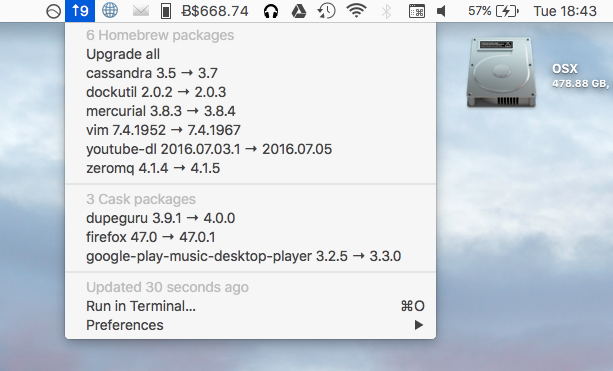 ↑9 Ƀ$668.74 57% Tue 18:43
6 Homebrew packages
Upgrade all
cassandra 3.5 → 3.7
dockutil 2.0.2 → 2.0.3
mercurial 3.8.3 → 3.8.4
vim 7.4.1952 → 7.4.1967
youtube-dl 2016.07.03.1 → 2016.07.05
zeromq 4.1.4 → 4.1.5
3 Cask packages
dupeguru 3.9.1 → 4.0.0
firefox 47.0 → 47.0.1
google-play-music-desktop-player 3.2.5 → 3.3.0
Updated 30 seconds ago
Run in Terminal... ⌘O
Preferences ▶
OSX
478.88 GB,